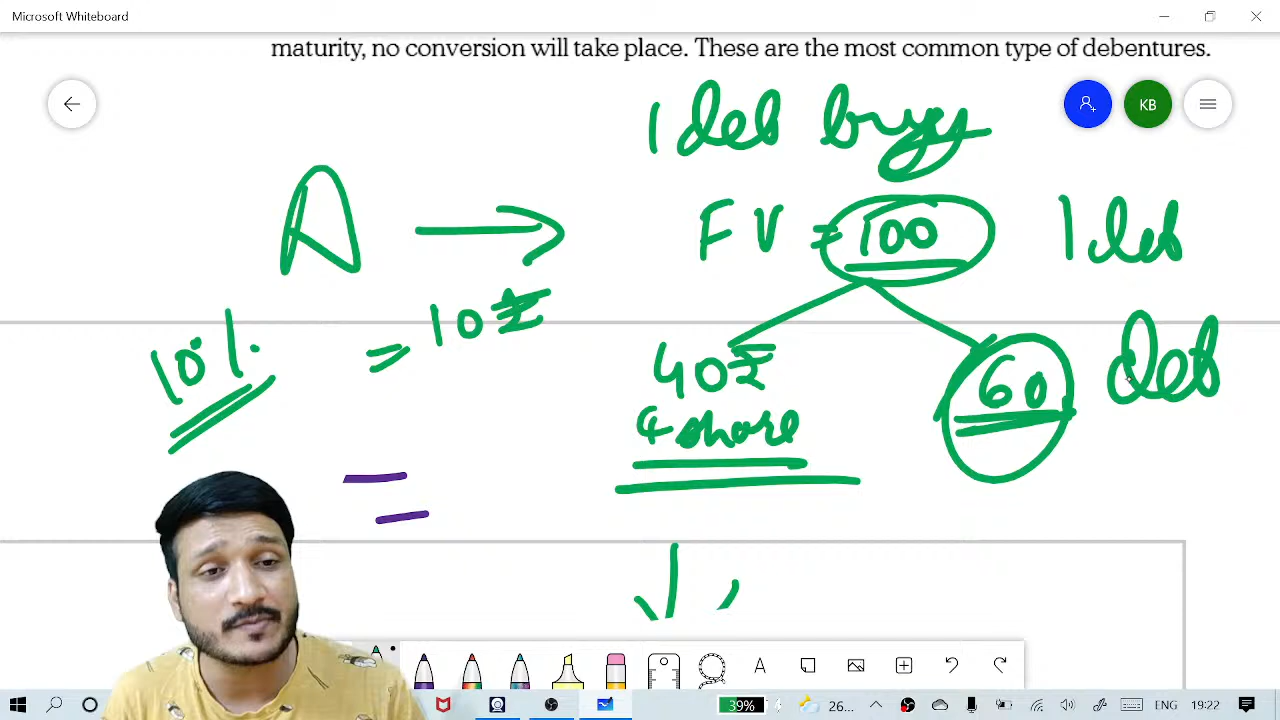 Microsoft Whiteboard
maturity, no conversion will take place. These are the most common type of debentures.
KB
1 deb buys
A → FV = 100 1 deb
10% = 10₹
40₹ 60 deb
4 share
A
39%
26...
ENG 19:22